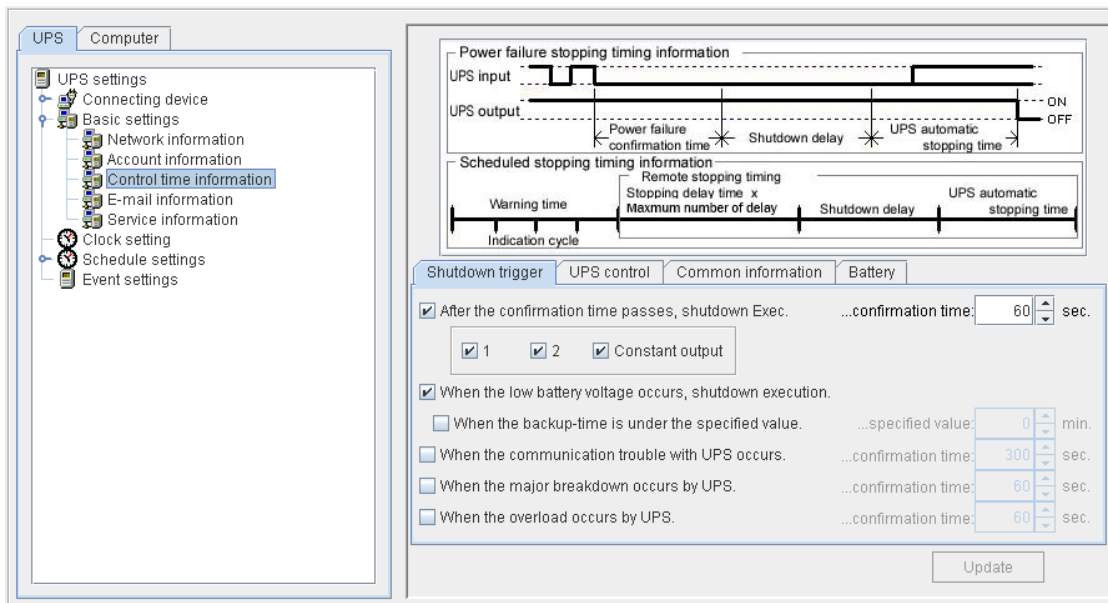 UPS Computer
UPS settings
Connecting device
Basic settings
Network information
Account information
Control time information
E-mail information
Service information
Clock setting
Schedule settings
Event settings
Power failure stopping timing information
UPS input
UPS output
ON
OFF
Power failure
confirmation time
Shutdown delay
UPS automatic
stopping time
Scheduled stopping timing information
Remote stopping timing
Warning time
Stopping delay time x
Maxmum number of delay
Shutdown delay
UPS automatic
stopping time
Indication cycle
Shutdown trigger UPS control Common information Battery
After the confirmation time passes, shutdown Exec. ...confirmation time: 60 sec.
1 2 Constant output
When the low battery voltage occurs, shutdown execution.
When the backup-time is under the specified value. ...specified value: 0 min.
When the communication trouble with UPS occurs. ...confirmation time: 300 sec.
When the major breakdown occurs by UPS. ...confirmation time: 60 sec.
When the overload occurs by UPS. ...confirmation time: 60 sec.
Update